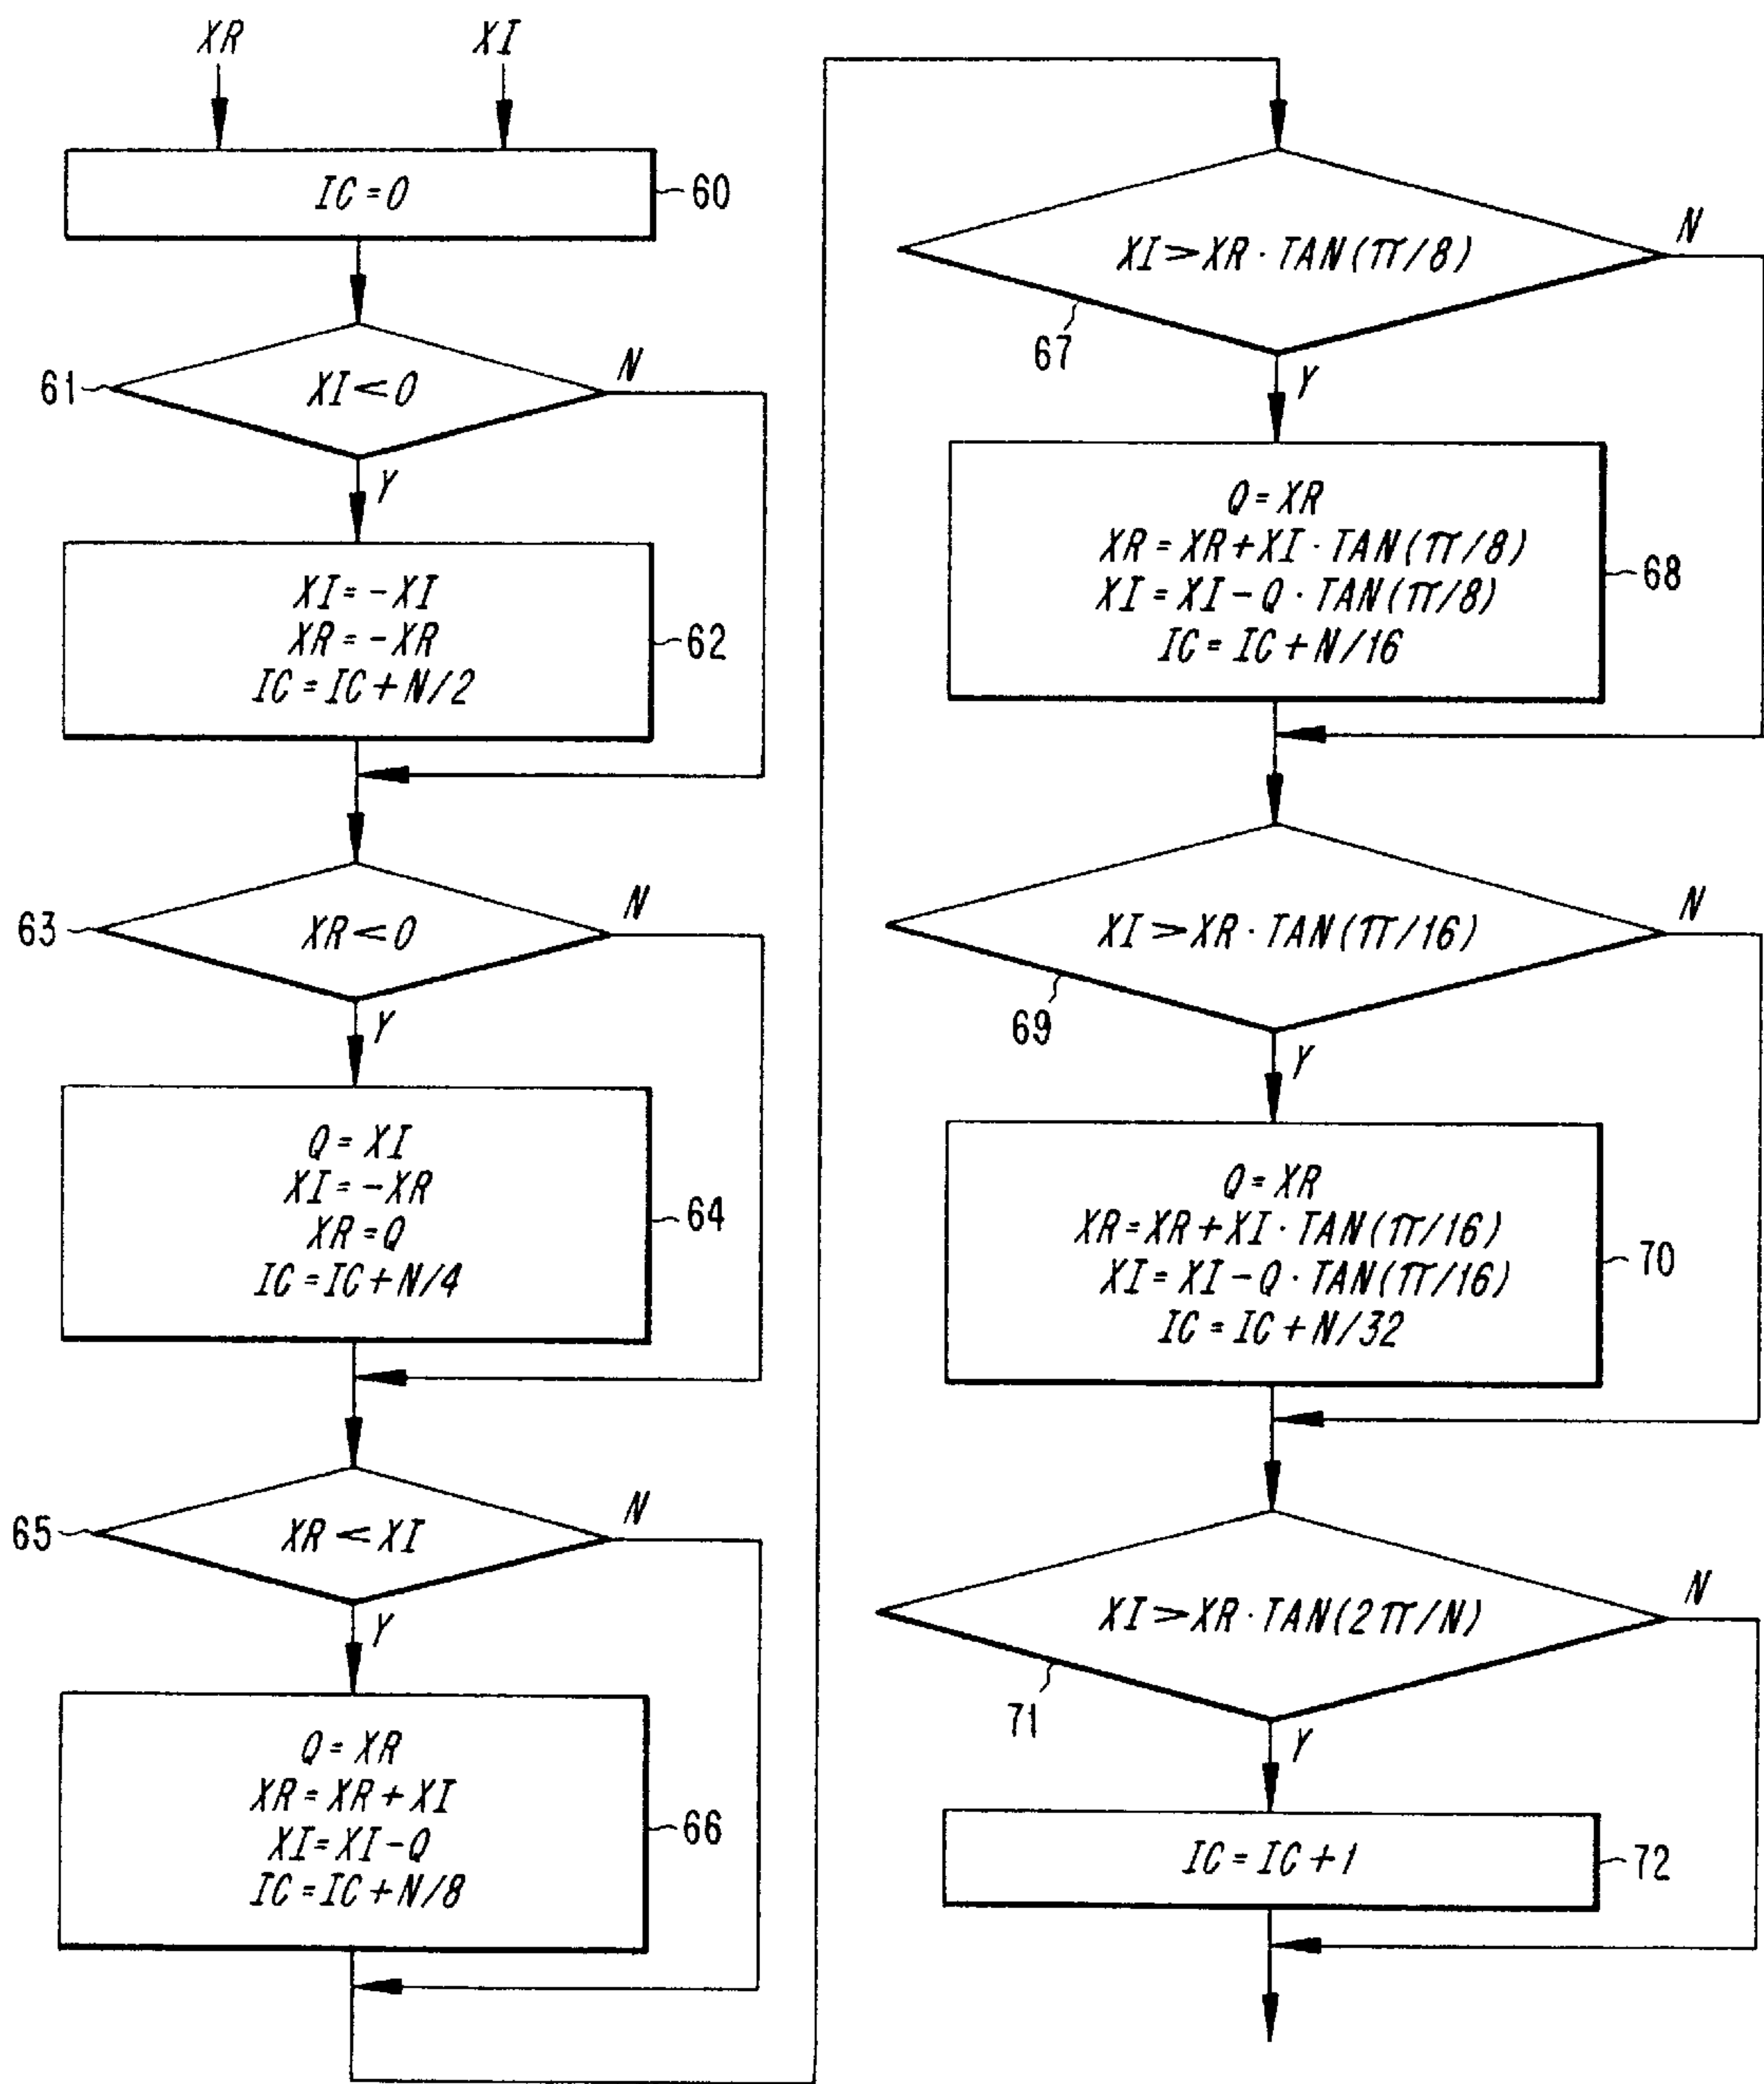 XR
XI
IC=0
60
61
XI<0
N
Y
XI=-XI
XR=-XR
IC=IC+N/2
62
63
XR<0
N
Y
Q=XI
XI=-XR
XR=Q
IC=IC+N/4
64
65
XR<XI
N
Y
Q=XR
XR=XR+XI
XI=XI-Q
IC=IC+N/8
66
XI>XR·TAN(π/8)
N
67
Y
Q=XR
XR=XR+XI·TAN(π/8)
XI=XI-Q·TAN(π/8)
IC=IC+N/16
68
XI>XR·TAN(π/16)
N
69
Y
Q=XR
XR=XR+XI·TAN(π/16)
XI=XI-Q·TAN(π/16)
IC=IC+N/32
70
XI>XR·TAN(2π/N)
N
71
Y
IC=IC+1
72